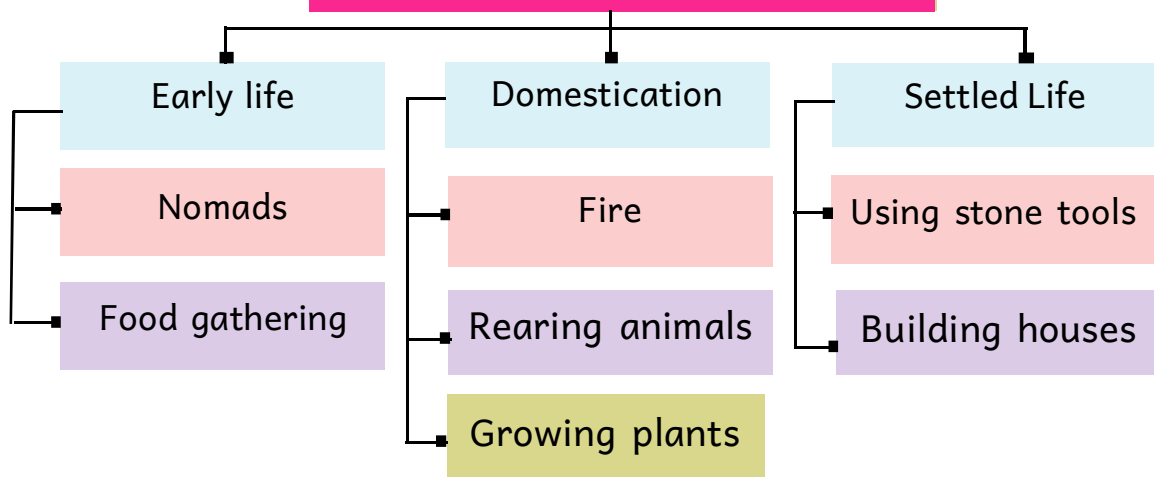 Early life
Nomads
Food gathering
Domestication
Fire
Rearing animals
Growing plants
Settled Life
Using stone tools
Building houses